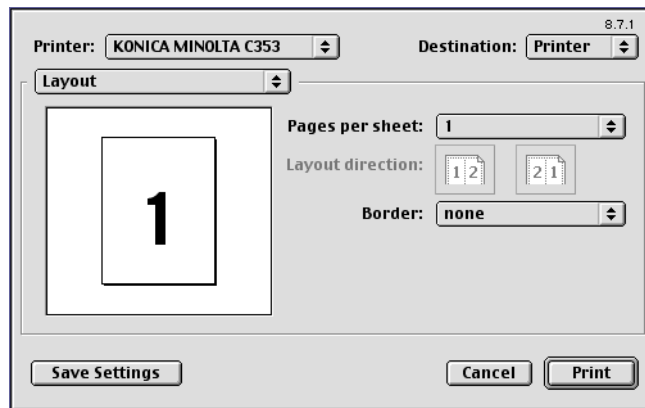 8.7.1
Printer: KONICA MINOLTA C353 Destination: Printer
Layout
Pages per sheet: 1
Layout direction: 1 2 2 1
1
Border: none
Save Settings Cancel Print